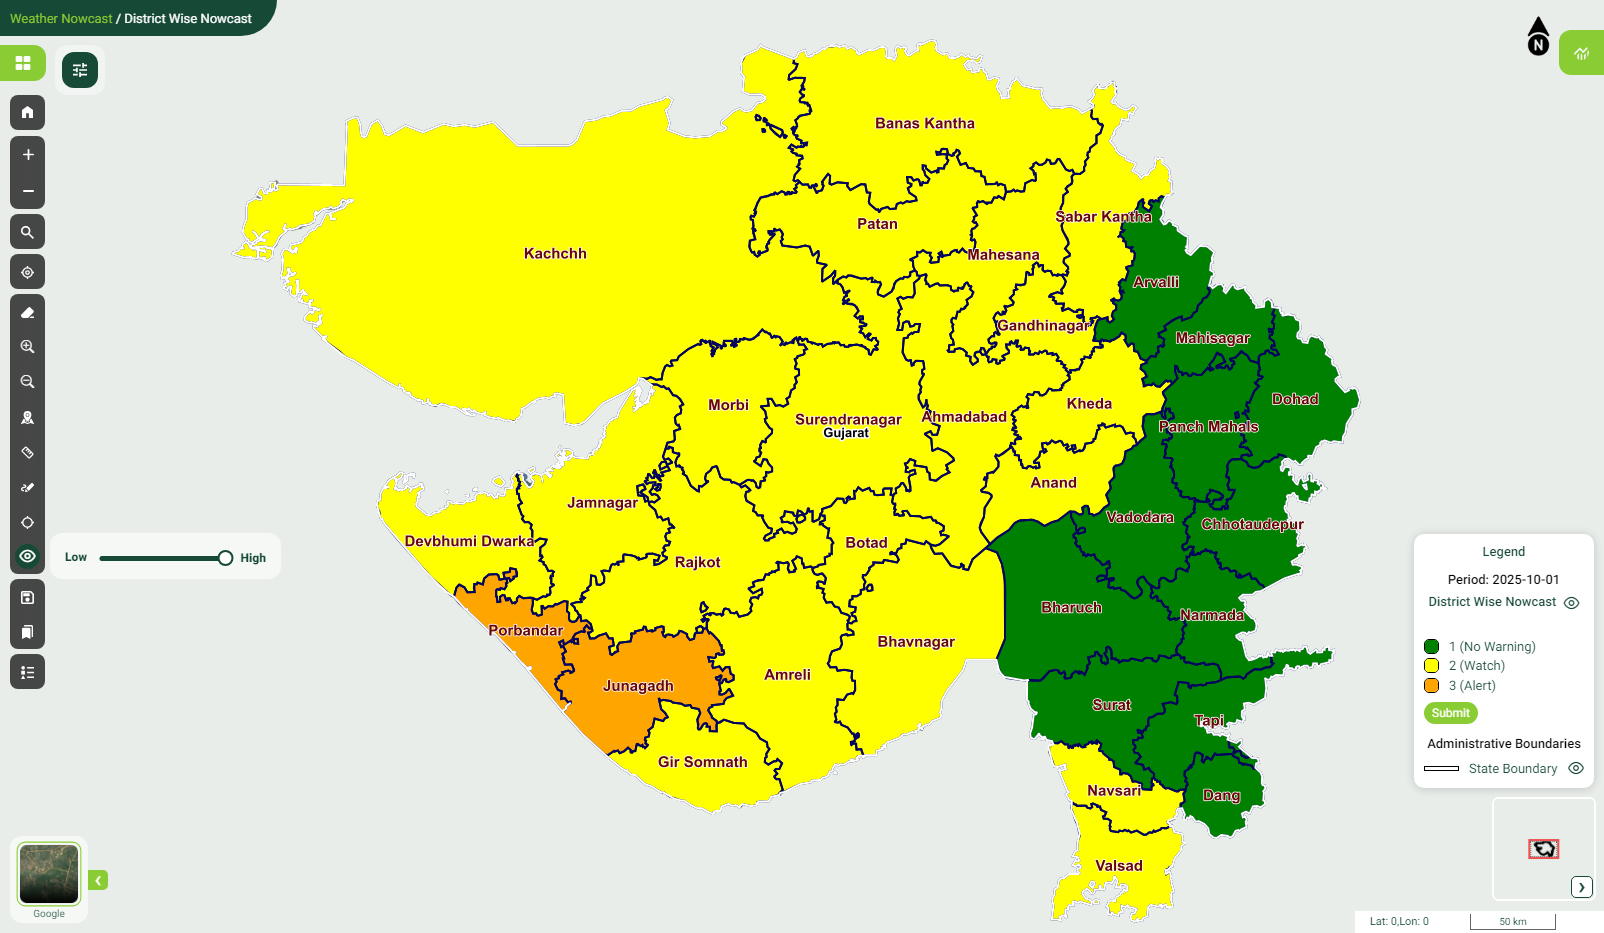 Weather Nowcast / District Wise Nowcast
N
Banas Kantha
Patan
Sabar Kantha
Kachchh
Mahesana
Arvalli
Gandhinagar
Mahisagar
Morbi
Surendranagar
Gujarat
Ahmadabad
Kheda
Dohad
Panch Mahals
Anand
Jamnagar
Vadodara
Chhotaudepur
Devbhumi Dwarka
Botad
Rajkot
Low
High
Bharuch
Narmada
Porbandar
Bhavnagar
Amreli
Junagadh
Surat
Tapi
Gir Somnath
Navsari
Dang
Valsad
Legend
Period: 2025-10-01
District Wise Nowcast
1 (No Warning)
2 (Watch)
3 (Alert)
Submit
Administrative Boundaries
State Boundary
Google
Lat: 0,Lon: 0
50 km